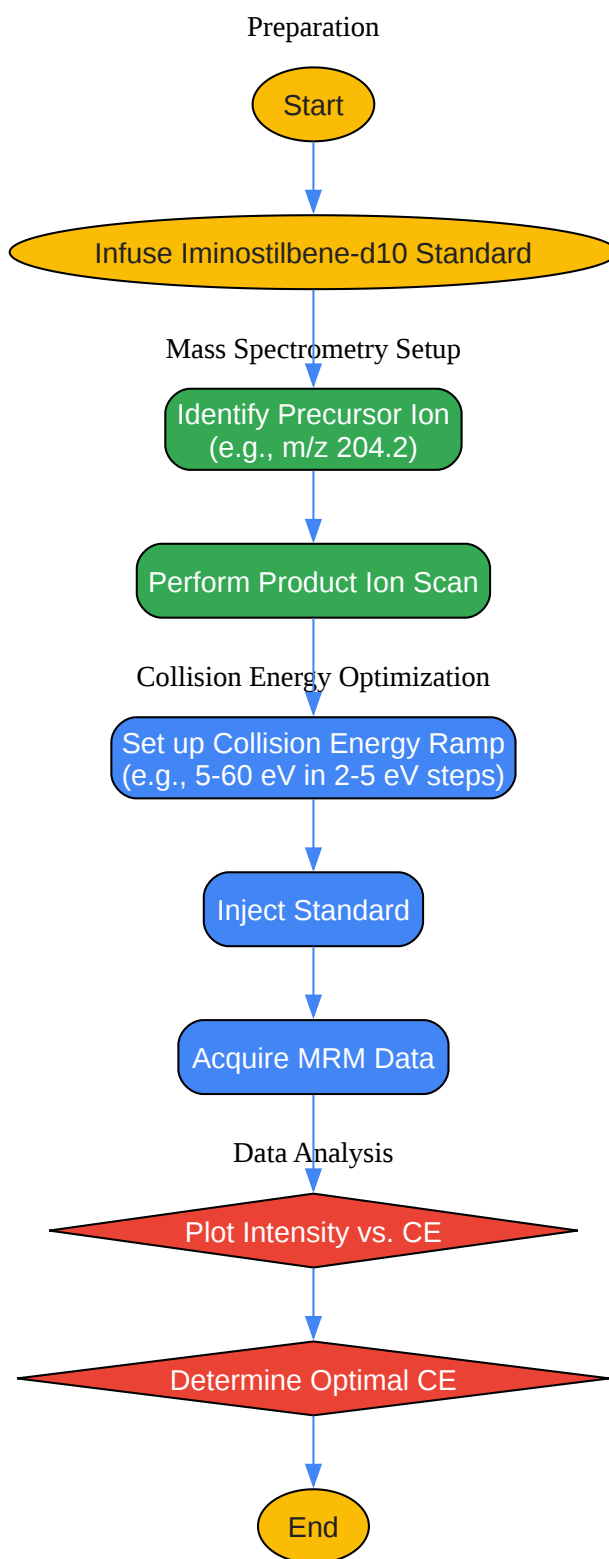 Preparation
Start
Infuse Iminostilbene-d10 Standard
Mass Spectrometry Setup
Identify Precursor Ion
(e.g., m/z 204.2)
Perform Product Ion Scan
Collision Energy Optimization
Set up Collision Energy Ramp
(e.g., 5-60 eV in 2-5 eV steps)
Inject Standard
Acquire MRM Data
Data Analysis
Plot Intensity vs. CE
Determine Optimal CE
End